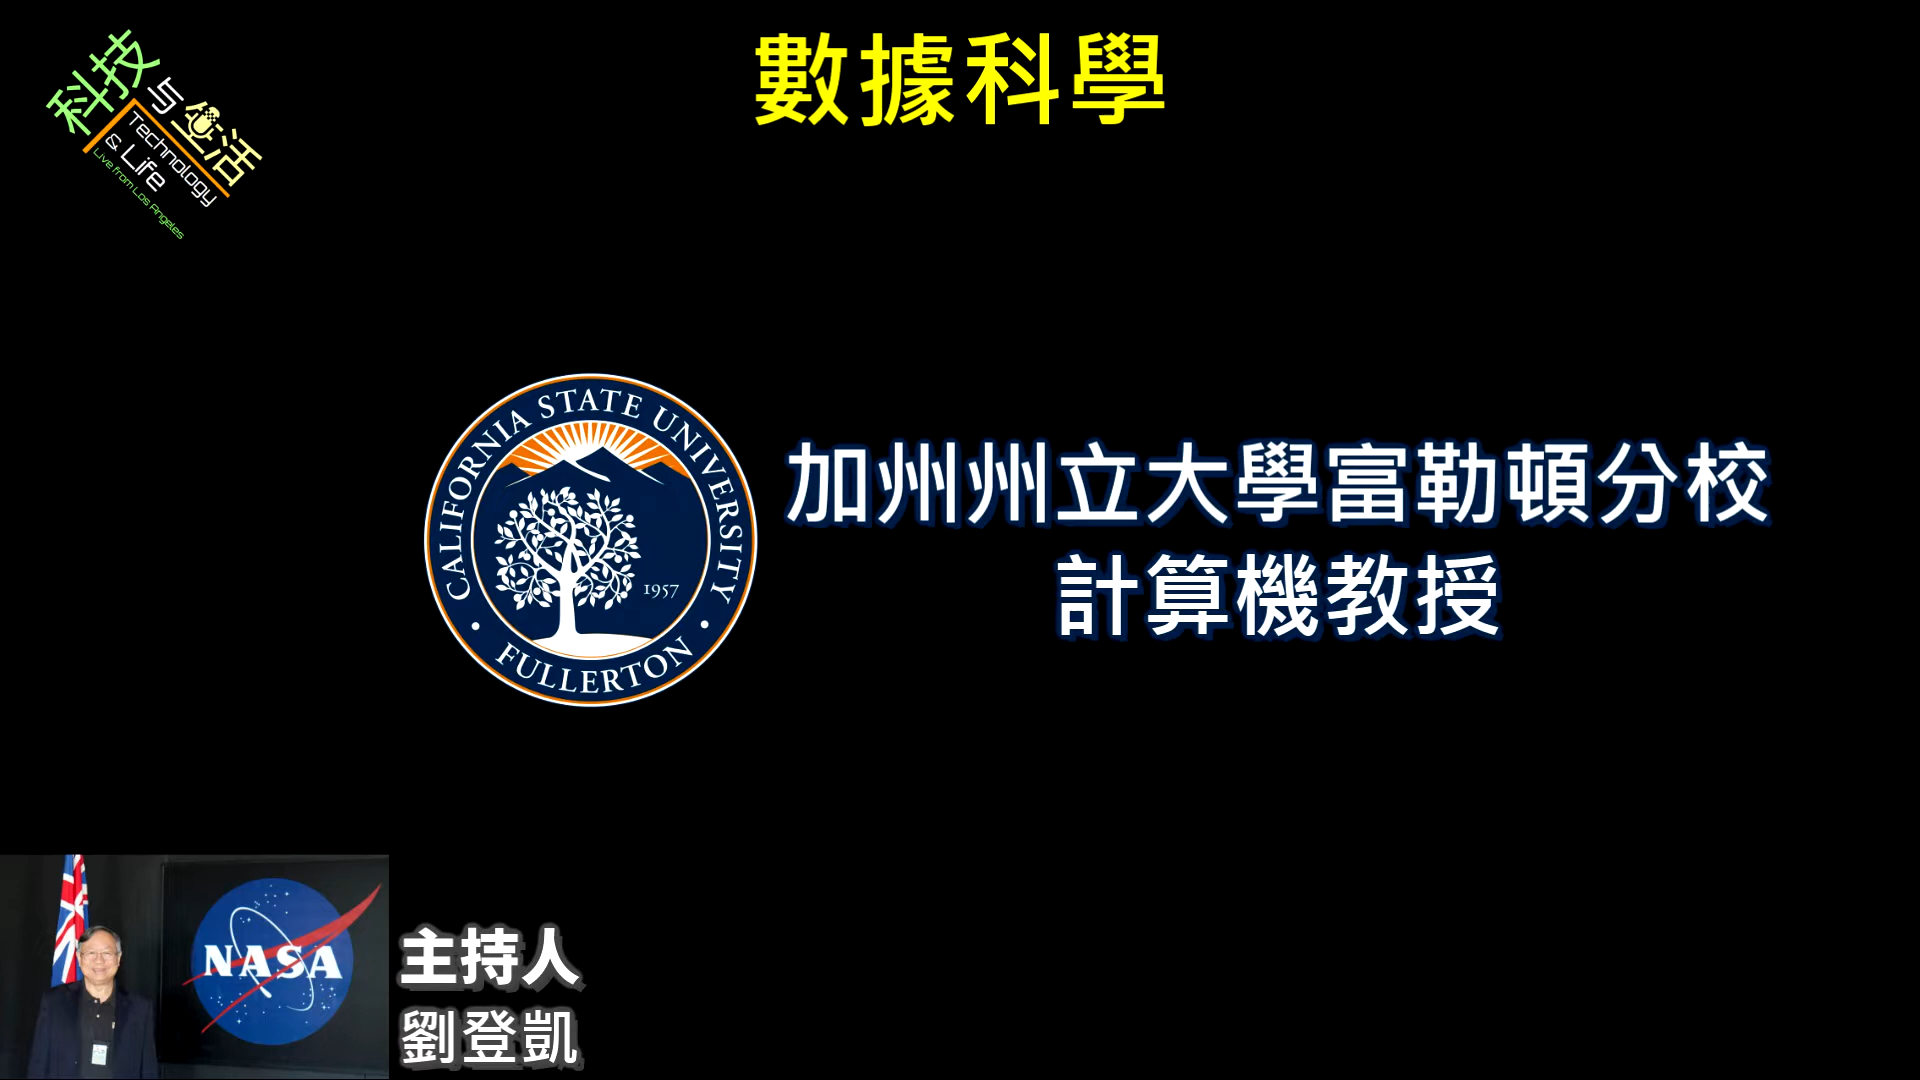 數據科學
科技与生活
Technology
& Life
Live from Los Angeles
CALIFORNIA STATE UNIVERSITY
1957
FULLERTON
加州州立大學富勒頓分校
計算機教授
NASA
主持人
劉登凱